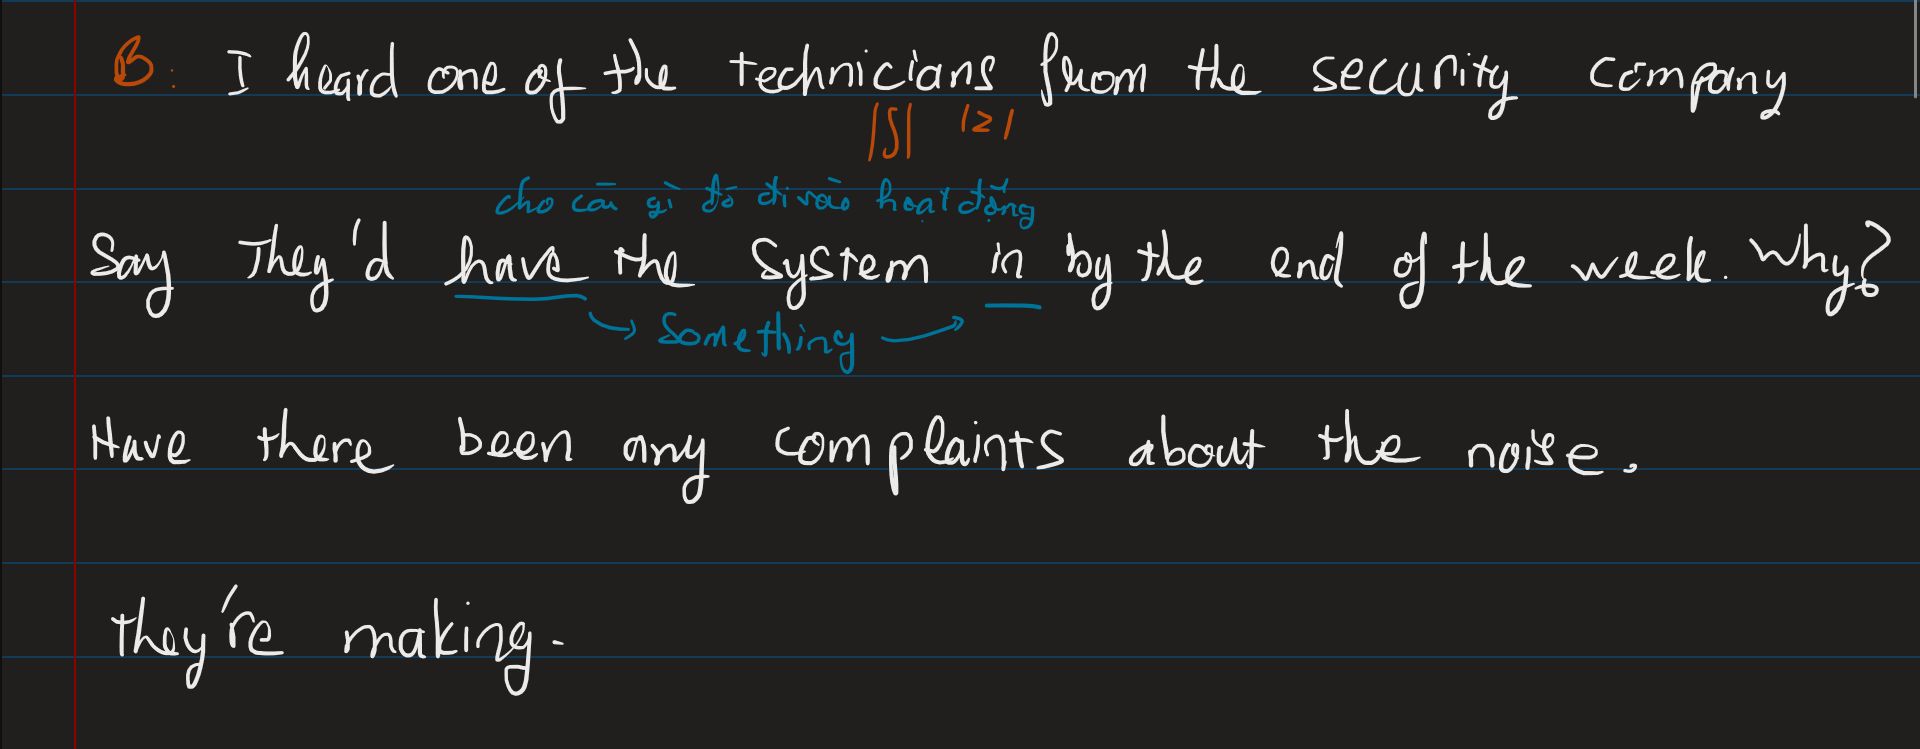 B: I heard one of the technicians from the security company
/ʃ/ /z/
cho cái gì đó đi vào hoạt động
Say They'd have the System in by the end of the week. Why?
Something
Have there been any complaints about the noise.
they're making.